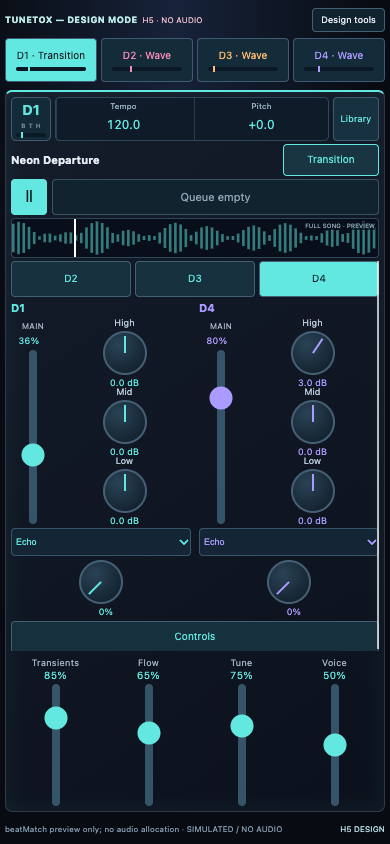 TUNETOX — DESIGN MODE H5 · NO AUDIO
Design tools
D1 · Transition
D2 · Wave
D3 · Wave
D4 · Wave
D1
B T H
Tempo
120.0
Pitch
+0.0
Library
Neon Departure
Transition
Queue empty
FULL SONG · PREVIEW
D2
D3
D4
D1
D4
MAIN
36%
High
0.0 dB
Mid
0.0 dB
Low
0.0 dB
MAIN
80%
High
3.0 dB
Mid
0.0 dB
Low
0.0 dB
Echo
Echo
0%
0%
Controls
Transients
85%
Flow
65%
Tune
75%
Voice
50%
beatMatch preview only; no audio allocation · SIMULATED / NO AUDIO
H5 DESIGN